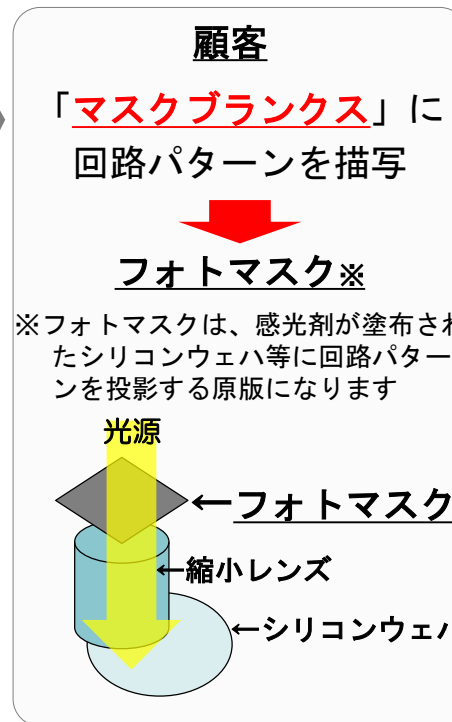 顧客
「マスクブランクス」に
回路パターンを描写
フォトマスク※
※フォトマスクは、感光剤が塗布され
たシリコンウェハ等に回路パター
ンを投影する原版になります
光源
←フォトマスク
←縮小レンズ
←シリコンウェハ